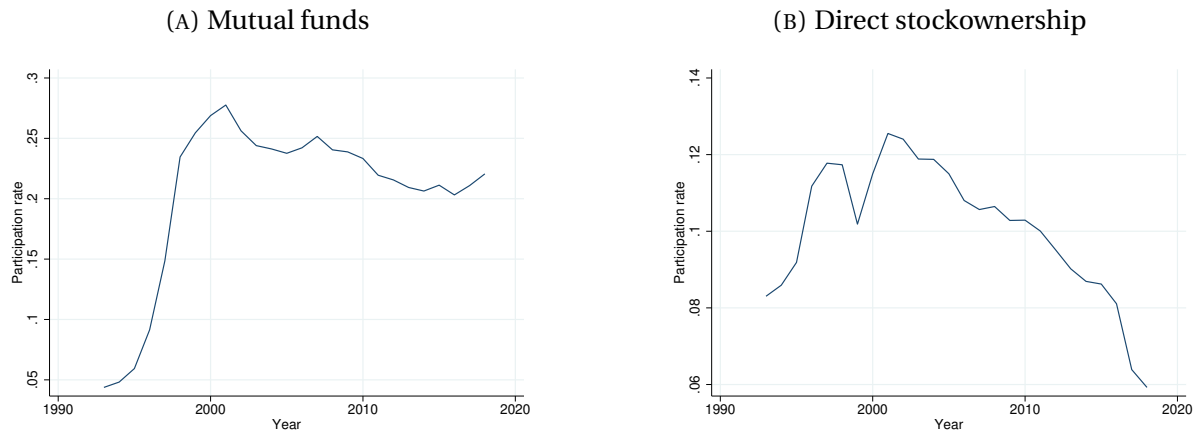 (A) Mutual funds
.3
.25
.2
.15
.1
.05
Participation rate
1990 2000 2010 2020
Year
(B) Direct stockownership
.14
.12
.1
.08
.06
Participation rate
1990 2000 2010 2020
Year